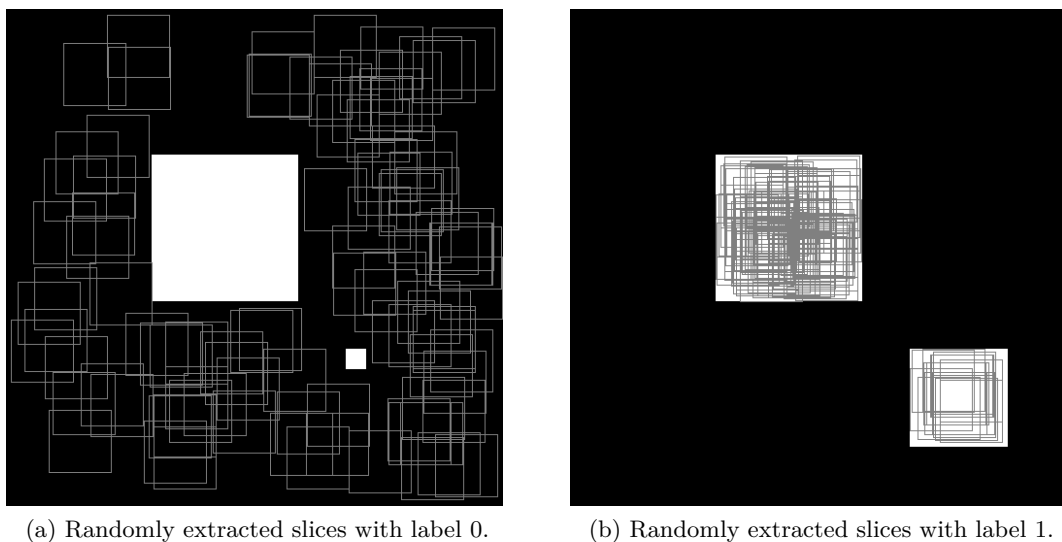 (a) Randomly extracted slices with label 0.
(b) Randomly extracted slices with label 1.